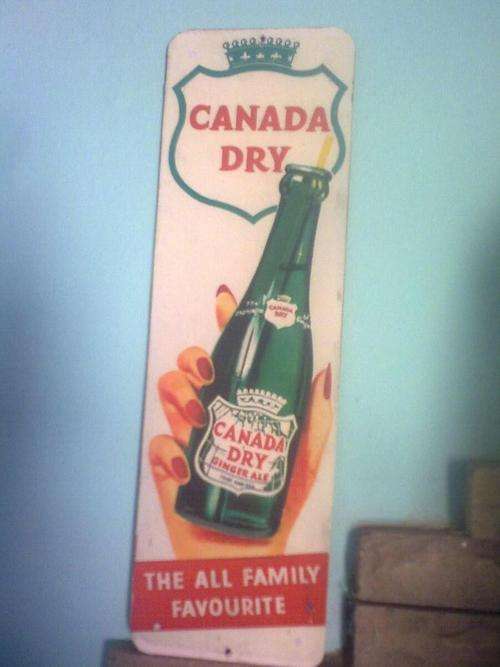 CANADA
DRY
CANADA
DRY
CANADA
DRY
GINGER ALE
THE ALL FAMILY
FAVOURITE